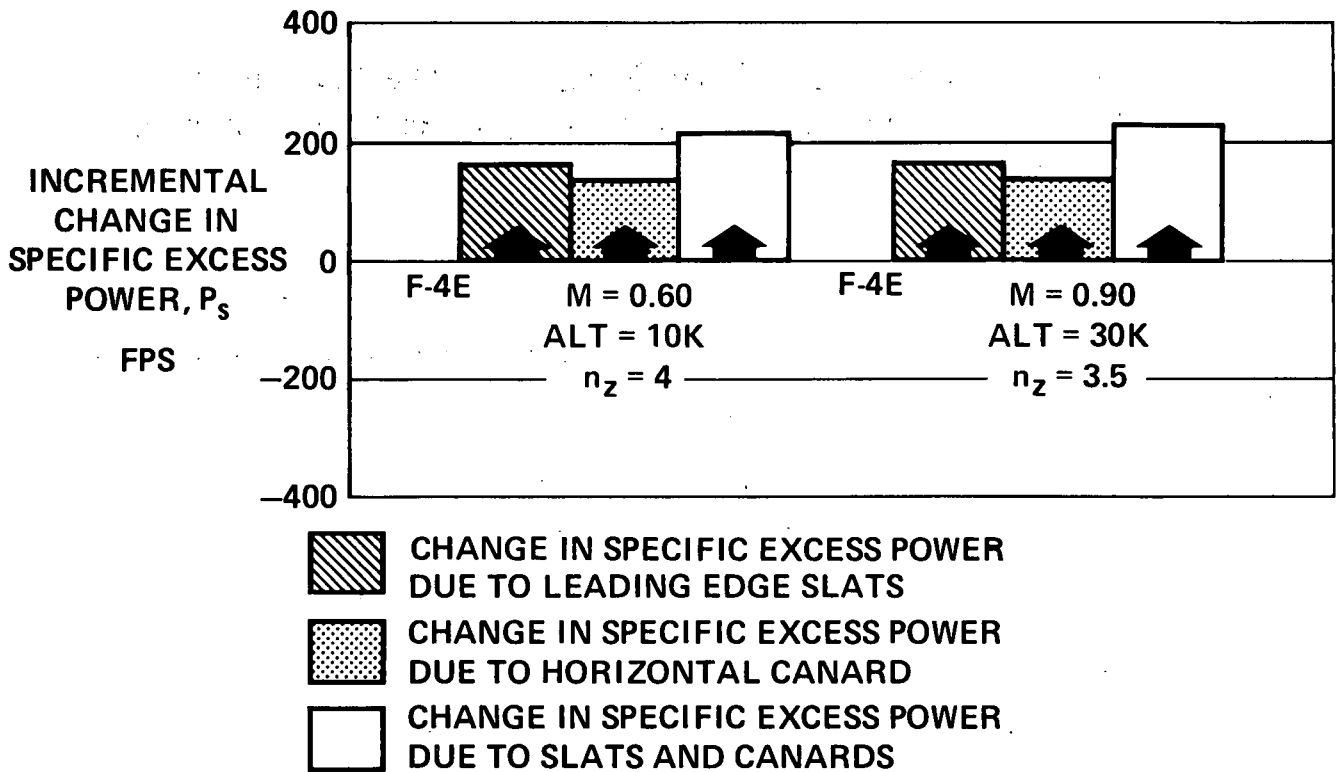 400
200
0
−200
−400
INCREMENTAL
CHANGE IN
SPECIFIC EXCESS
POWER, Ps
FPS
F-4E
M = 0.60
ALT = 10K
nz = 4
F-4E
M = 0.90
ALT = 30K
nz = 3.5
CHANGE IN SPECIFIC EXCESS POWER
DUE TO LEADING EDGE SLATS
CHANGE IN SPECIFIC EXCESS POWER
DUE TO HORIZONTAL CANARD
CHANGE IN SPECIFIC EXCESS POWER
DUE TO SLATS AND CANARDS